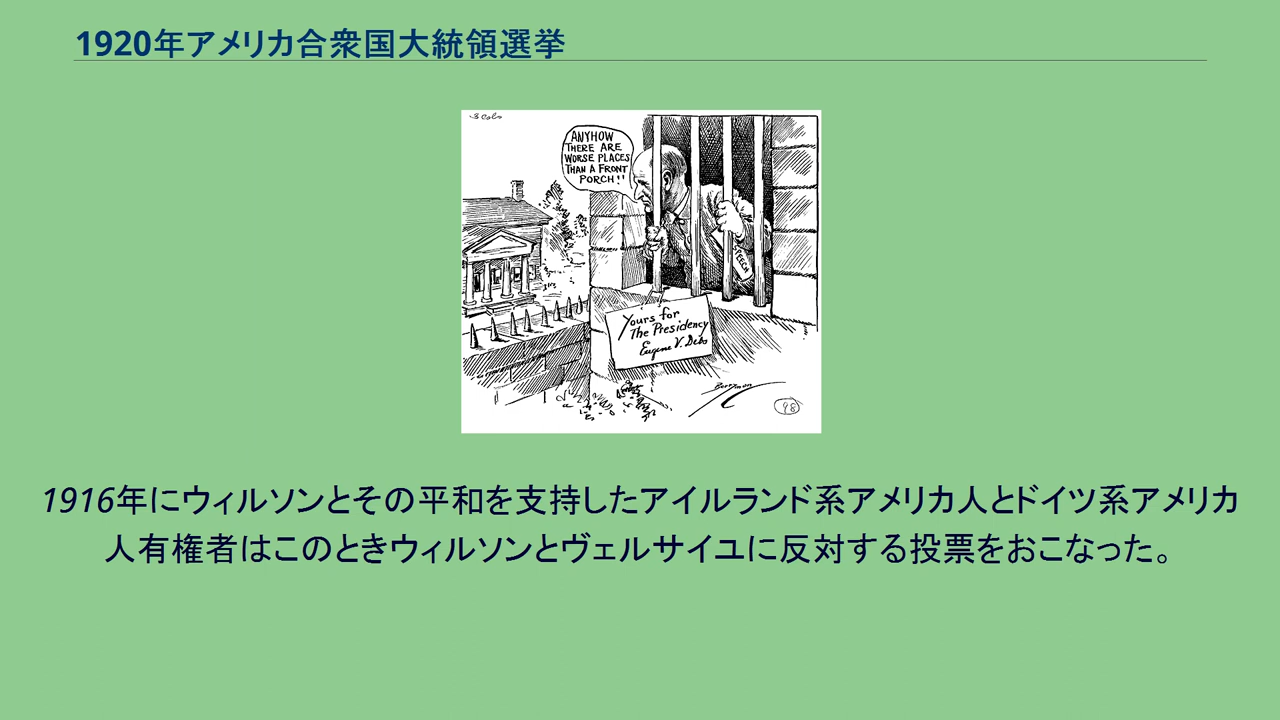 1920年アメリカ合衆国大統領選挙
ANYHOW
THERE ARE
WORSE PLACES
THAN A FRONT
PORCH!!
Yours for
The Presidency
Eugene V. Debs
Berryman
98
1916年にウィルソンとその平和を支持したアイルランド系アメリカ人とドイツ系アメリカ
人有権者はこのときウィルソンとヴェルサイユに反対する投票をおこなった。